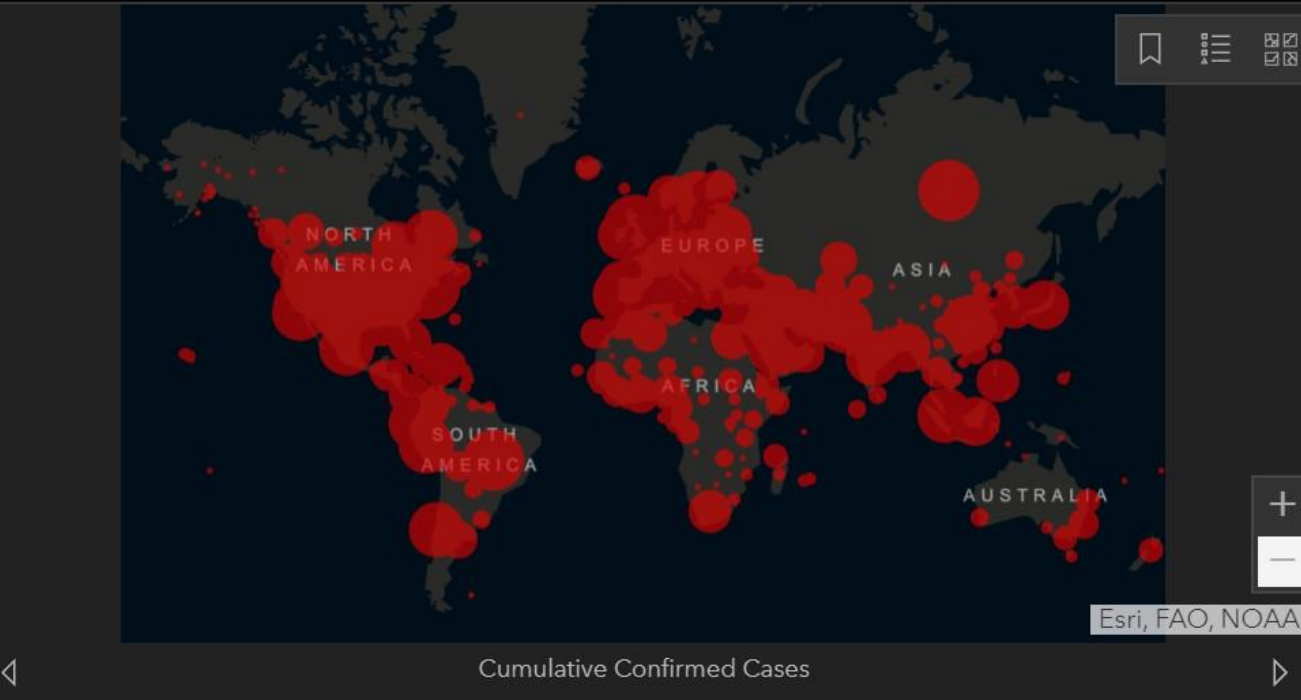 NORTH
AMERICA
EUROPE
ASIA
AFRICA
SOUTH
AMERICA
AUSTRALIA
Esri, FAO, NOAA
Cumulative Confirmed Cases